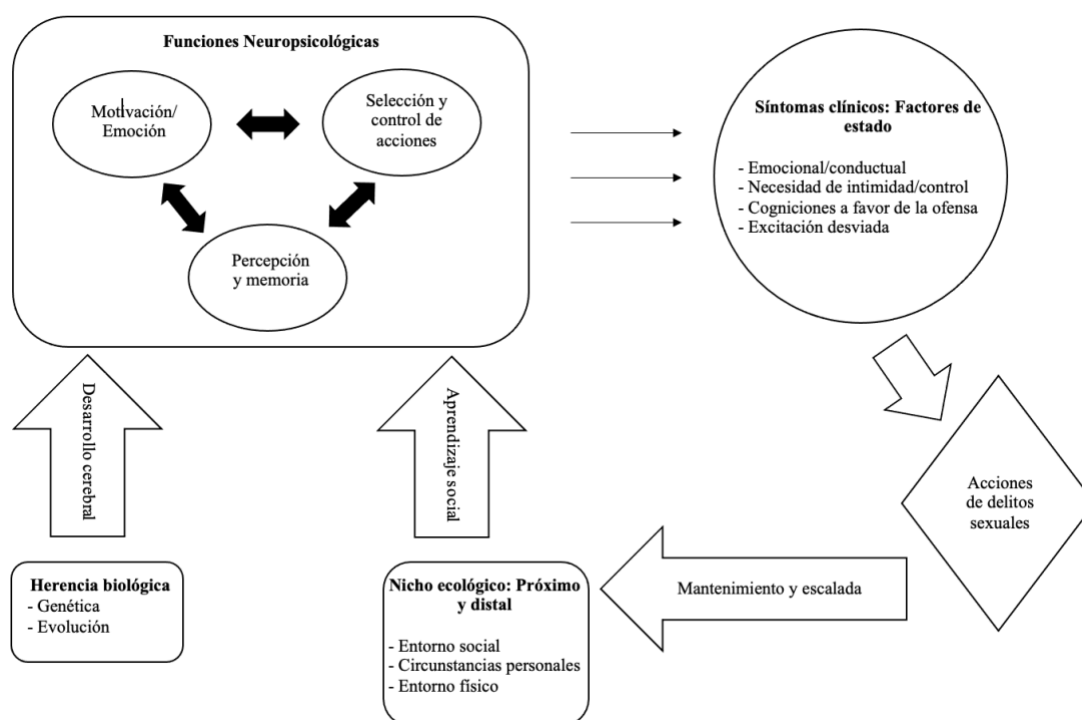 Funciones Neuropsicológicas
Motivación/
Emoción
Selección y
control de
acciones
Percepción
y memoria
Síntomas clínicos: Factores de
estado
- Emocional/conductual
- Necesidad de intimidad/control
- Cogniciones a favor de la ofensa
- Excitación desviada
Desarrollo cerebral
Aprendizaje social
Acciones
de delitos
sexuales
Herencia biológica
- Genética
- Evolución
Nicho ecológico: Próximo
y distal
- Entorno social
- Circunstancias personales
- Entorno físico
Mantenimiento y escalada